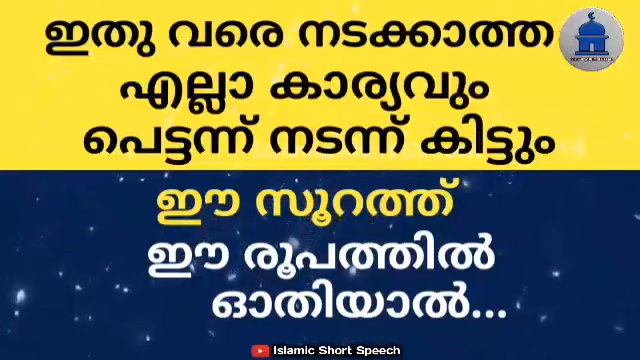 ഇതു വരെ നടക്കാത്ത
എല്ലാ കാര്യവും
പെട്ടന്ന് നടന്ന് കിട്ടും
ഈ സൂറത്ത്
ഈ രൂപത്തിൽ
ഓതിയാൽ...
Islamic Short Speech